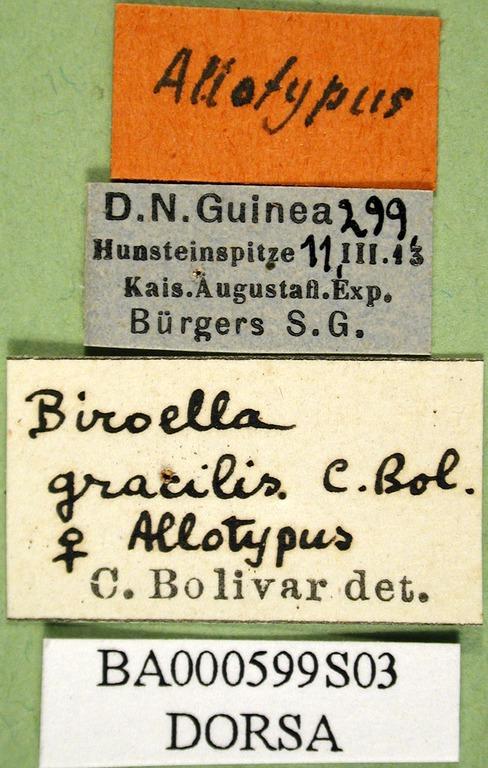 Allotypus
D.N.Guinea 299,
Hunsteinspitze 11,III.13
Kais.Augustafl.Exp.
Bürgers S.G.
Biroella
gracilis. C. Bol.
♀ Allotypus
C. Bolivar det.
BA000599S03
DORSA